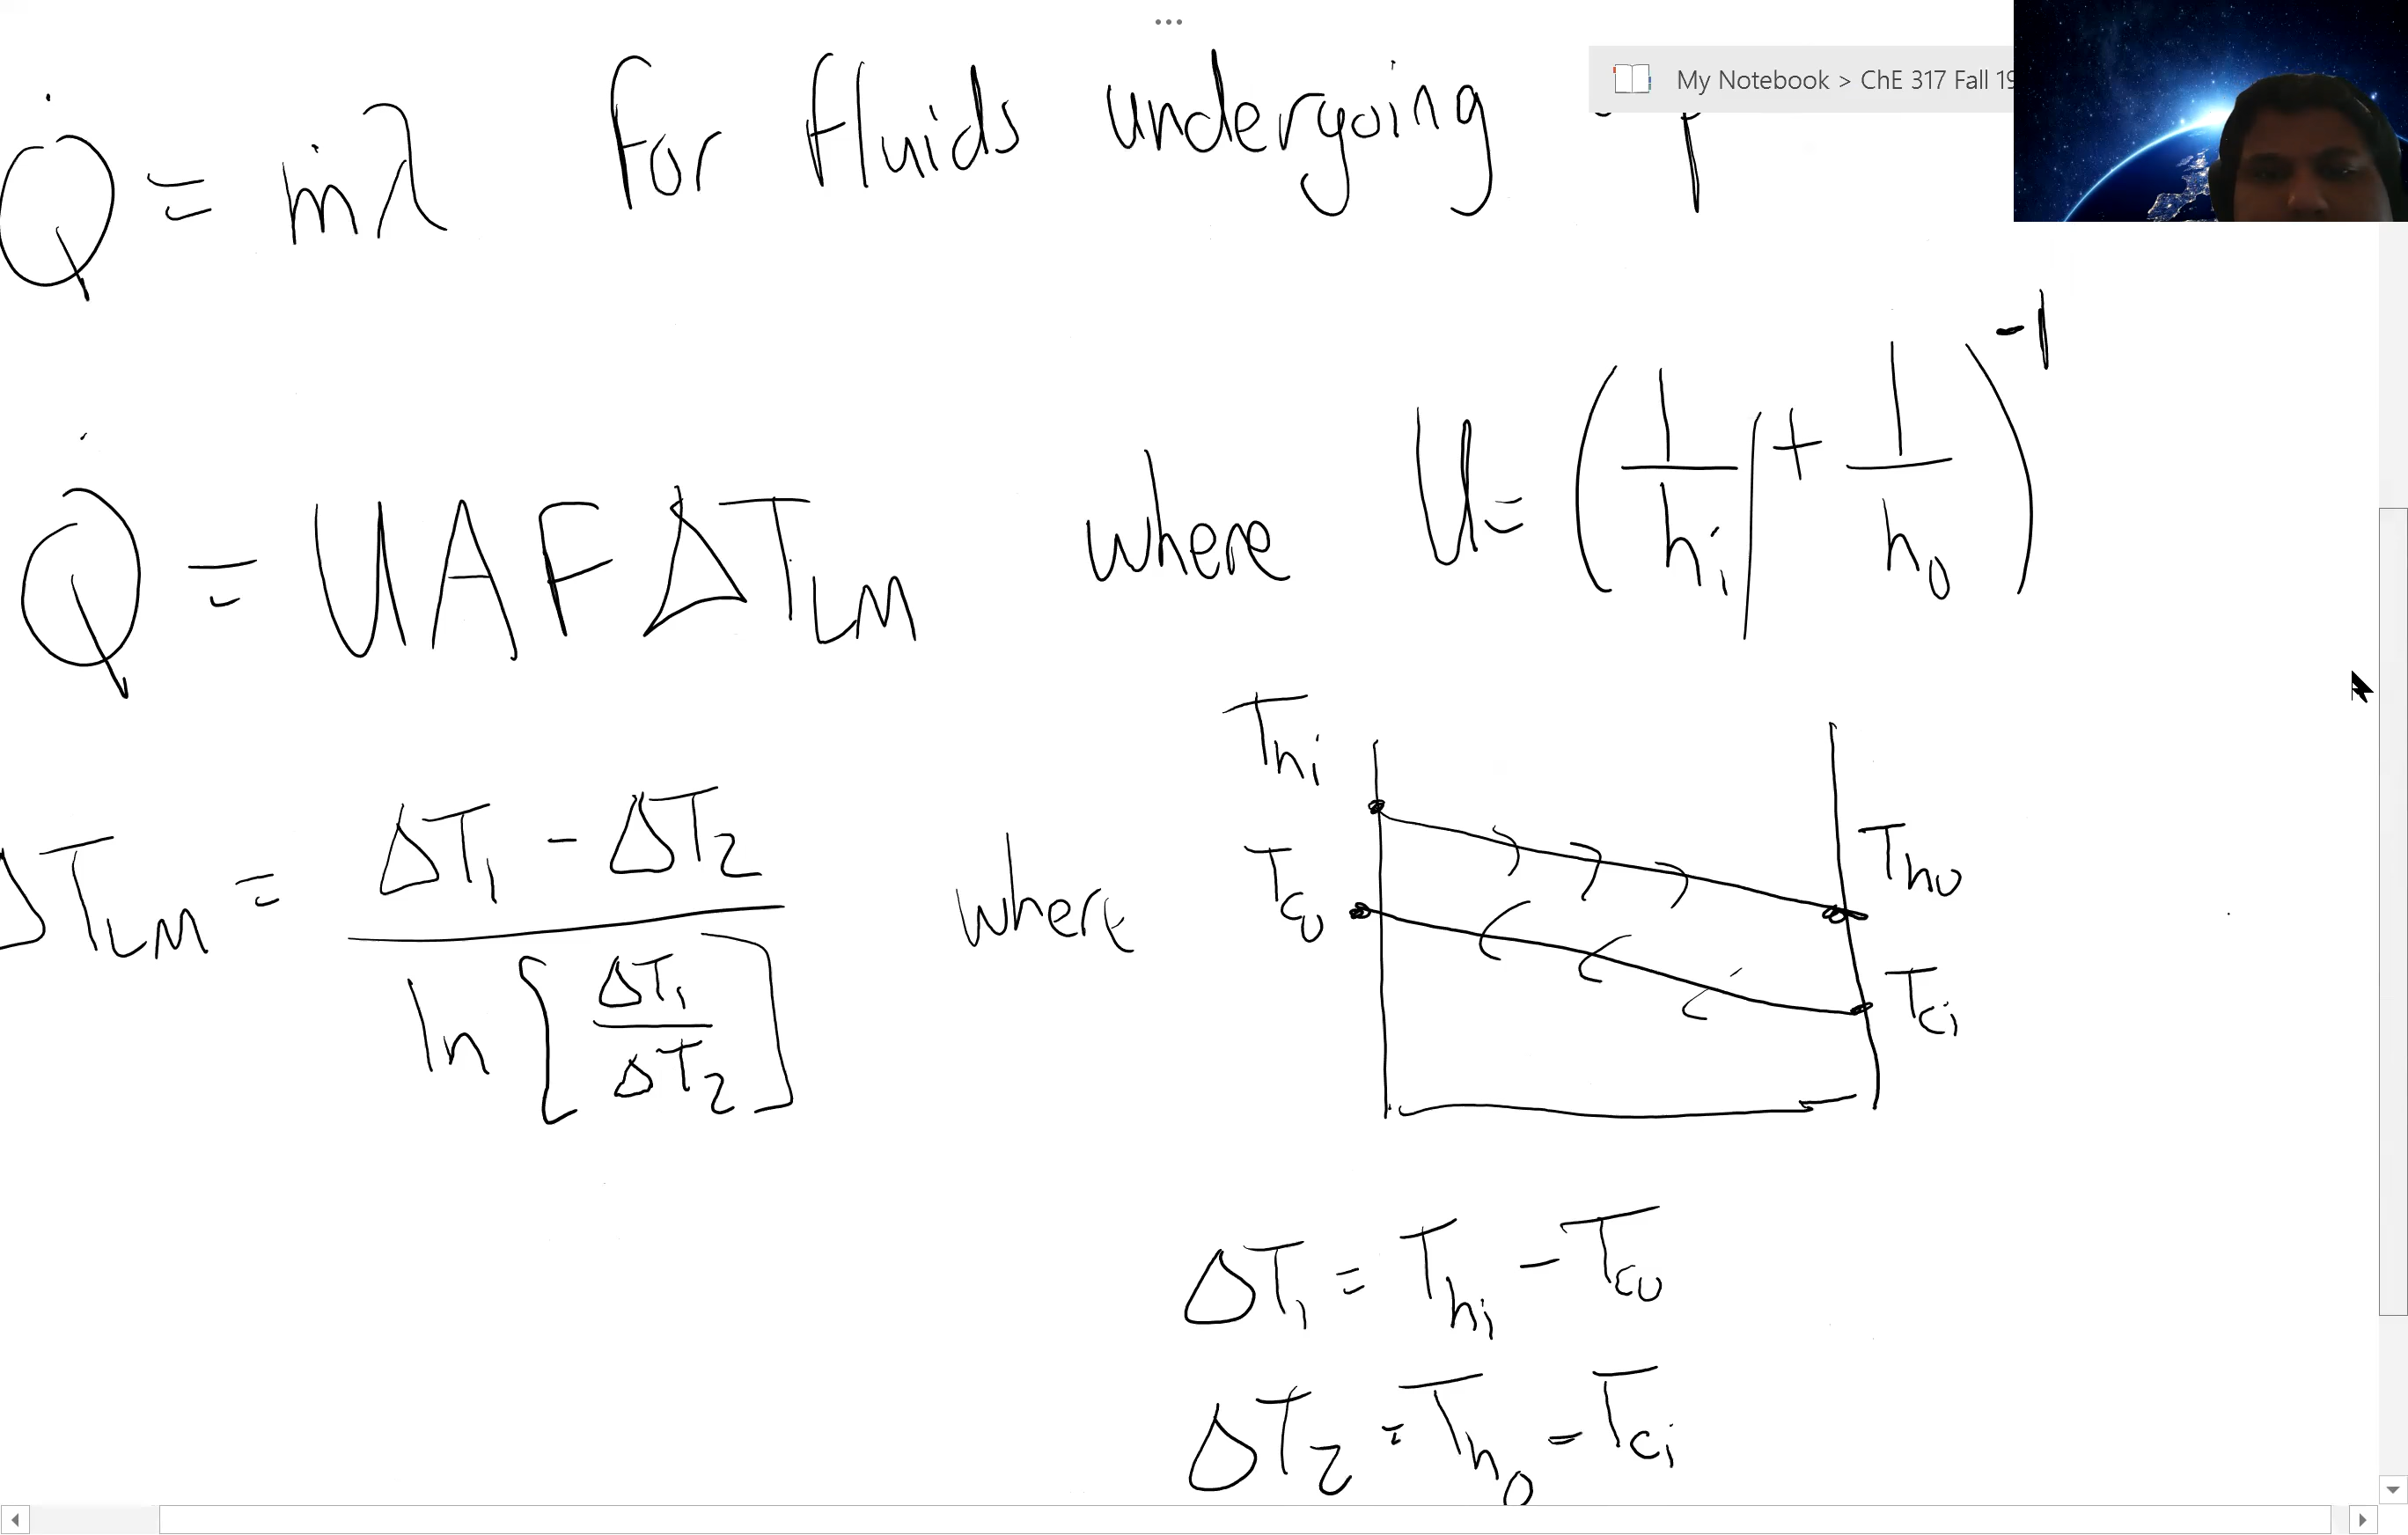 My Notebook > ChE 317 Fall 19
Q̇ = ṁλ for fluids undergoing
Q̇ = UAFΔT_LM where U = (1/h_i + 1/h_o)^-1
ΔT_LM = (ΔT_1 - ΔT_2) / ln[ΔT_1/ΔT_2] where
T_hi
T_co
T_ho
T_ci
ΔT_1 = T_hi - T_co
ΔT_2 = T_ho - T_ci